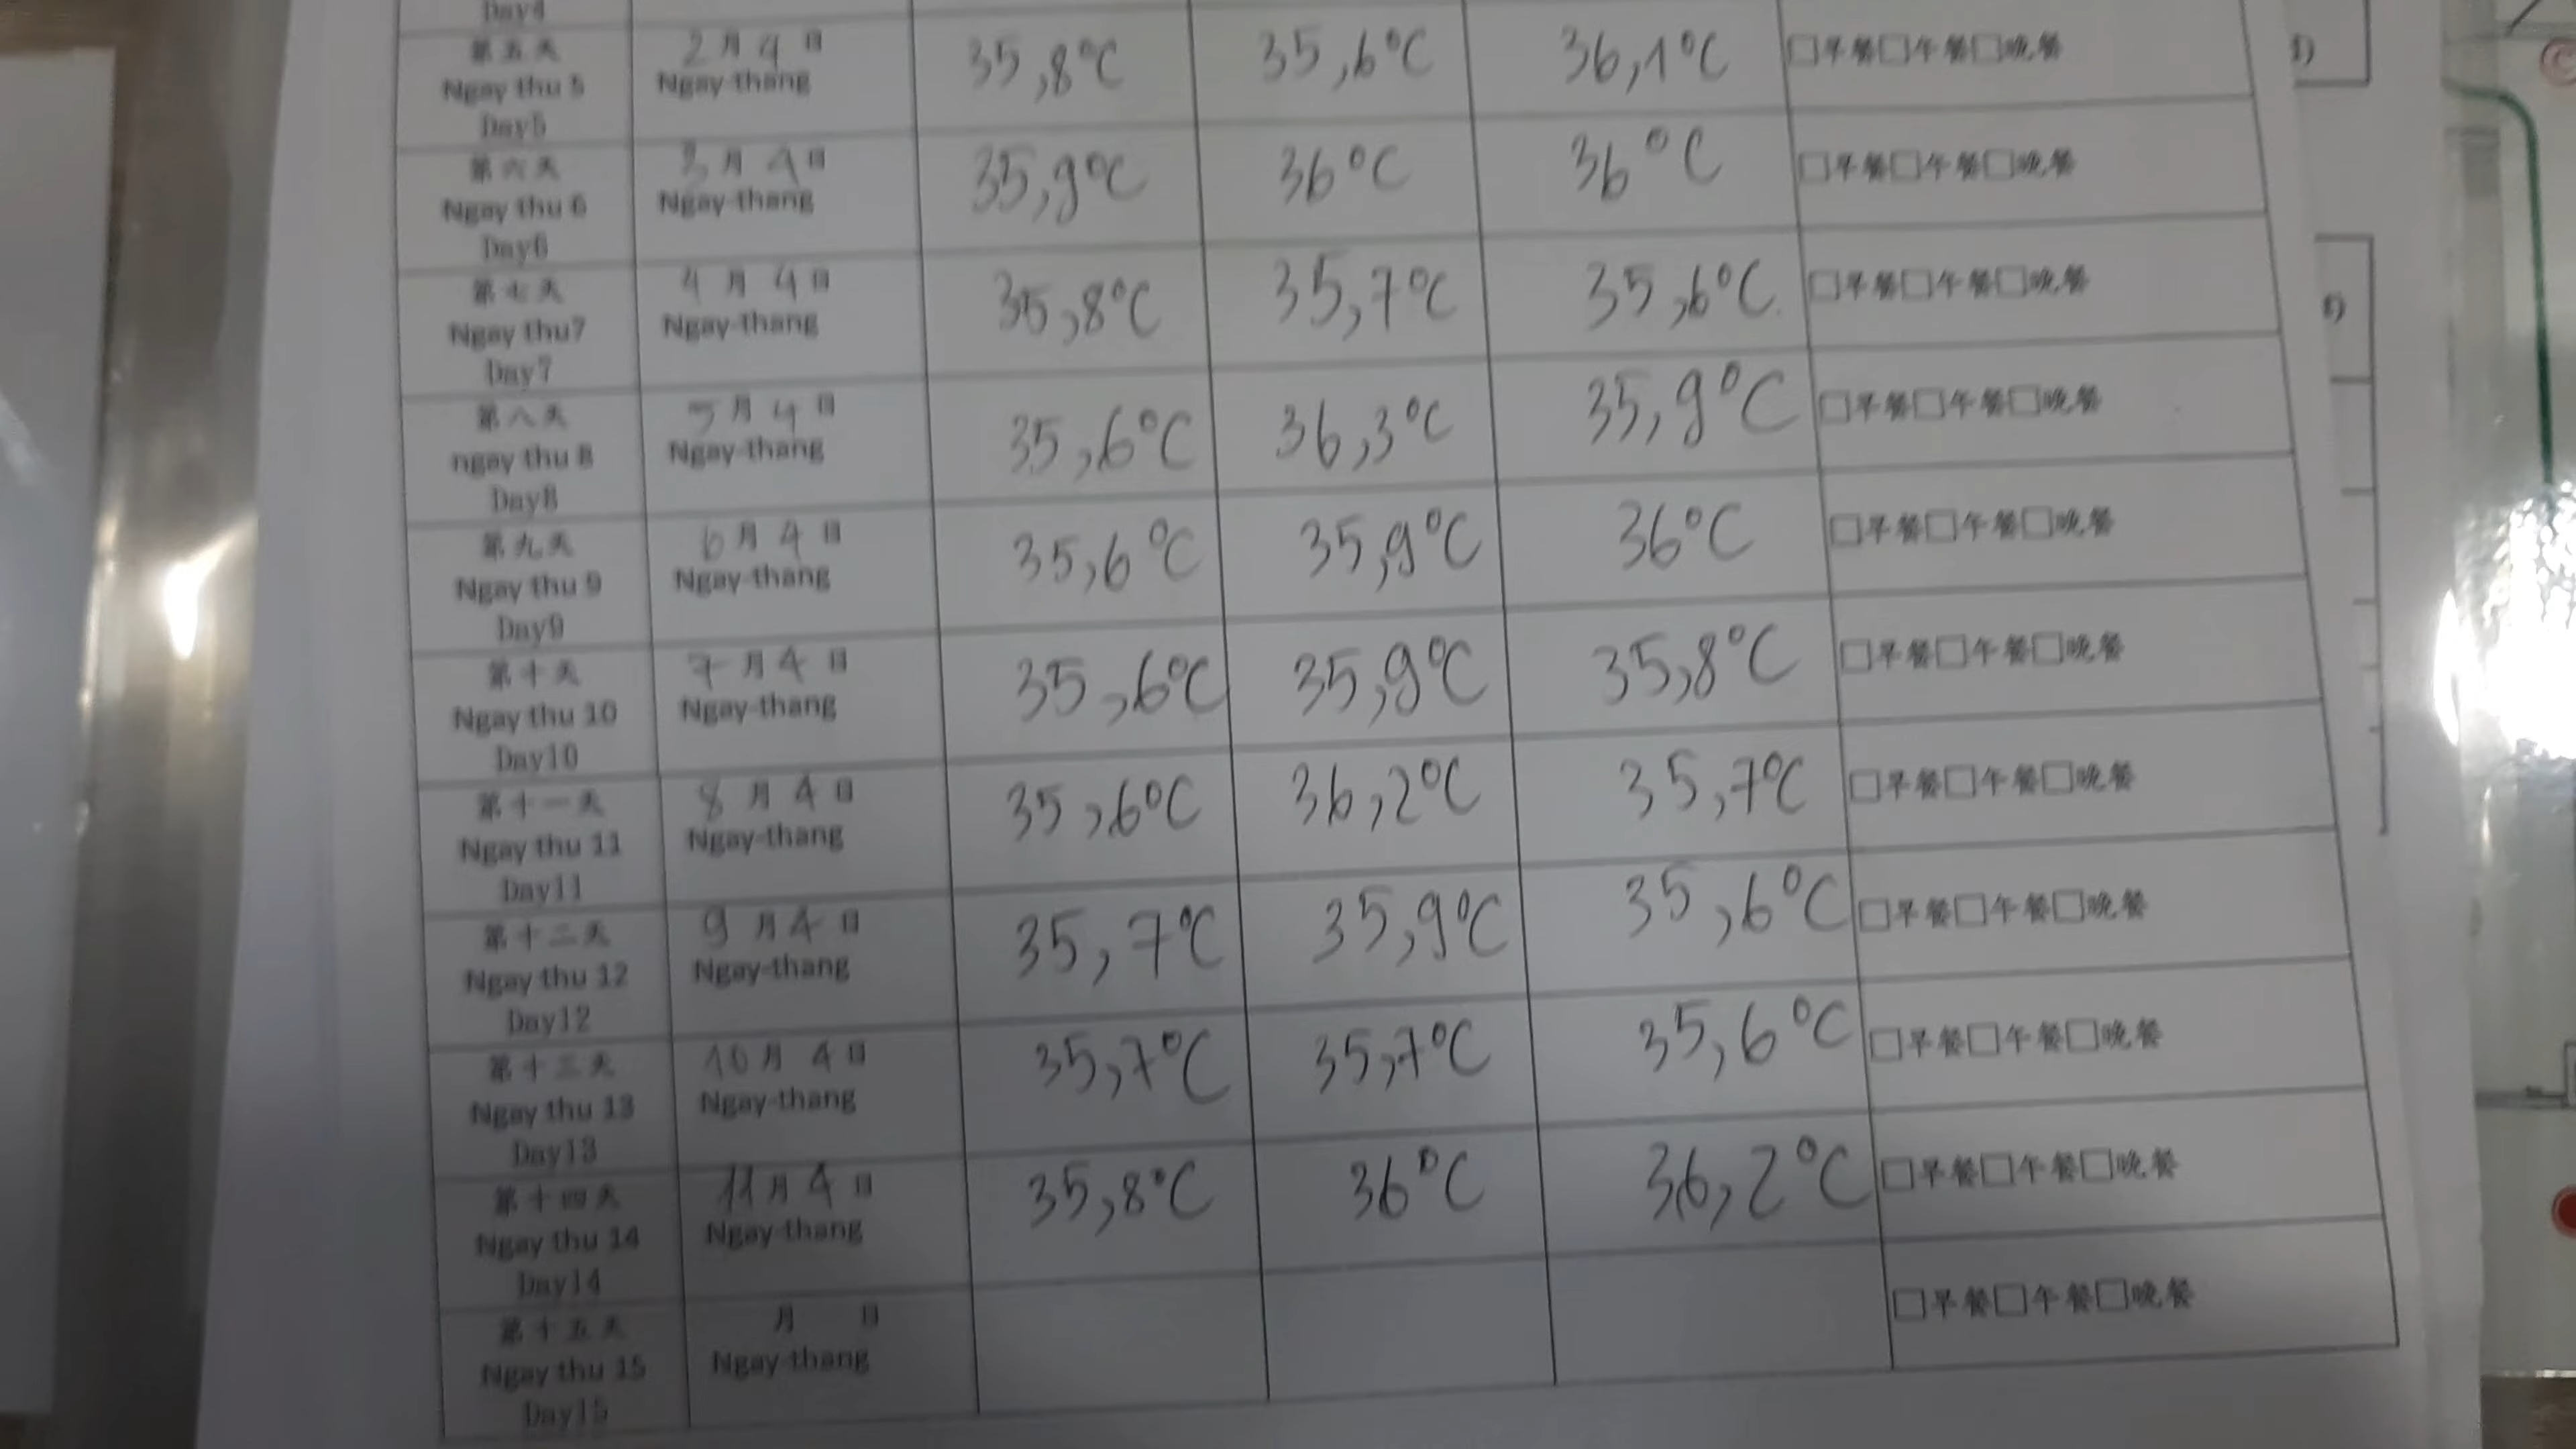 Day4
第五天 2月4日 35,8°C 35,6°C 36,1°C □早餐□午餐□晚餐
Ngay thu 5 Ngay-thang
Day5
第六天 3月4日 35,9°C 36°C 36°C □早餐□午餐□晚餐
Ngay thu 6 Ngay-thang
Day6
第七天 4月4日 35,8°C 35,7°C 35,6°C □早餐□午餐□晚餐
Ngay thu7 Ngay-thang
Day7
第八天 5月4日 35,6°C 36,3°C 35,9°C □早餐□午餐□晚餐
ngay thu 8 Ngay-thang
Day8
第九天 6月4日 35,6°C 35,9°C 36°C □早餐□午餐□晚餐
Ngay thu 9 Ngay-thang
Day9
第十天 7月4日 35,6°C 35,9°C 35,8°C □早餐□午餐□晚餐
Ngay thu 10 Ngay-thang
Day10
第十一天 8月4日 35,6°C 36,2°C 35,7°C □早餐□午餐□晚餐
Ngay thu 11 Ngay-thang
Day11
第十二天 9月4日 35,7°C 35,9°C 35,6°C □早餐□午餐□晚餐
Ngay thu 12 Ngay-thang
Day12
第十三天 10月4日 35,7°C 35,7°C 35,6°C □早餐□午餐□晚餐
Ngay thu 13 Ngay-thang
Day13
第十四天 11月4日 35,8°C 36°C 36,2°C □早餐□午餐□晚餐
Ngay thu 14 Ngay-thang
Day14
第十五天 月 日 □早餐□午餐□晚餐
Ngay thu 15 Ngay-thang
Day15